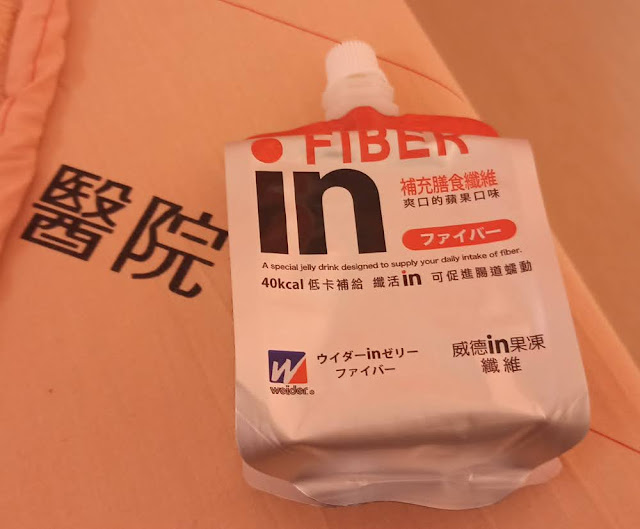 醫院
FIBER
in
補充膳食纖維
爽口的蘋果口味
ファイバー
A special jelly drink designed to supply your daily intake of fiber.
40kcal 低卡補給 纖活in 可促進腸道蠕動
W
weider
ウイダーinゼリー
ファイバー
威德in果凍
纖維